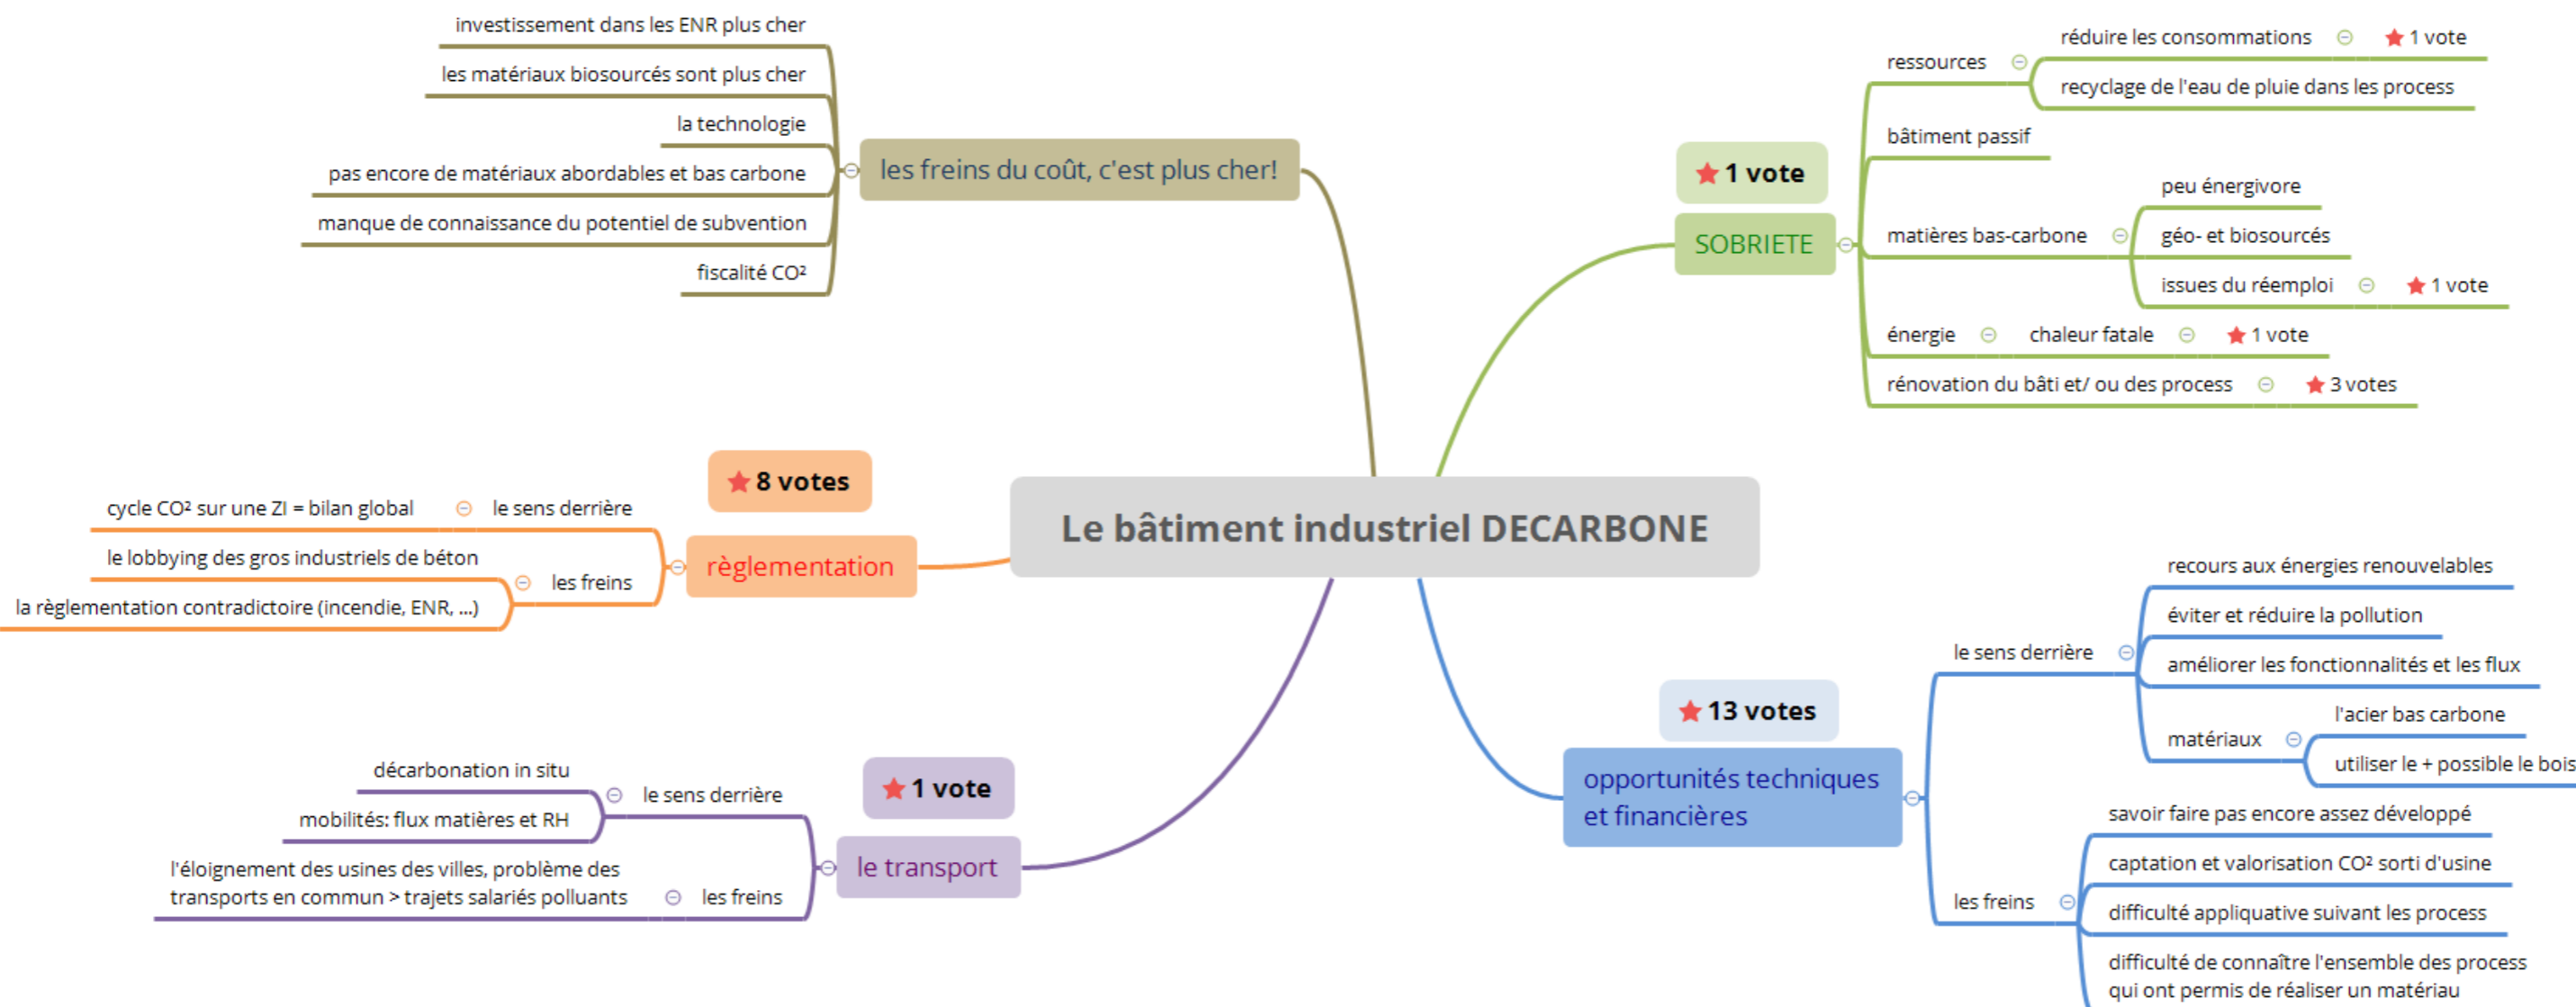 Le bâtiment industriel DECARBONE
les freins du coût, c'est plus cher!
investissement dans les ENR plus cher
les matériaux biosourcés sont plus cher
la technologie
pas encore de matériaux abordables et bas carbone
manque de connaissance du potentiel de subvention
fiscalité CO²
1 vote
SOBRIETE
ressources
réduire les consommations
1 vote
recyclage de l'eau de pluie dans les process
bâtiment passif
matières bas-carbone
peu énergivore
géo- et biosourcés
issues du réemploi
1 vote
énergie
chaleur fatale
1 vote
rénovation du bâti et/ ou des process
3 votes
8 votes
règlementation
le sens derrière
cycle CO² sur une ZI = bilan global
les freins
le lobbying des gros industriels de béton
la règlementation contradictoire (incendie, ENR, ...)
1 vote
le transport
le sens derrière
décarbonation in situ
mobilités: flux matières et RH
les freins
l'éloignement des usines des villes, problème des
transports en commun > trajets salariés polluants
13 votes
opportunités techniques
et financières
le sens derrière
recours aux énergies renouvelables
éviter et réduire la pollution
améliorer les fonctionnalités et les flux
matériaux
l'acier bas carbone
utiliser le + possible le bois
les freins
savoir faire pas encore assez développé
captation et valorisation CO² sorti d'usine
difficulté appliquative suivant les process
difficulté de connaître l'ensemble des process
qui ont permis de réaliser un matériau